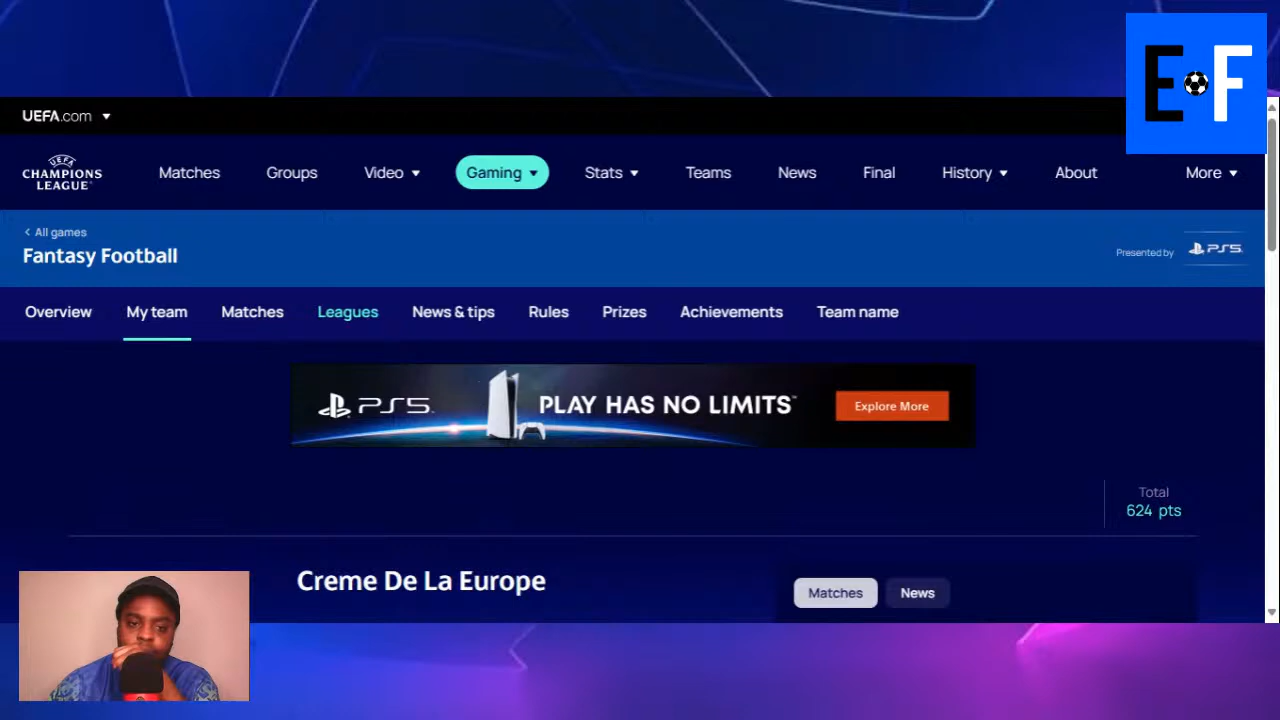 E F
UEFA.com
UEFA
CHAMPIONS
LEAGUE
Matches Groups Video Gaming Stats Teams News Final History About More
All games
Fantasy Football
Presented by PS5
Overview My team Matches Leagues News & tips Rules Prizes Achievements Team name
PS5 PLAY HAS NO LIMITS™ Explore More
Total
624 pts
Creme De La Europe
Matches News